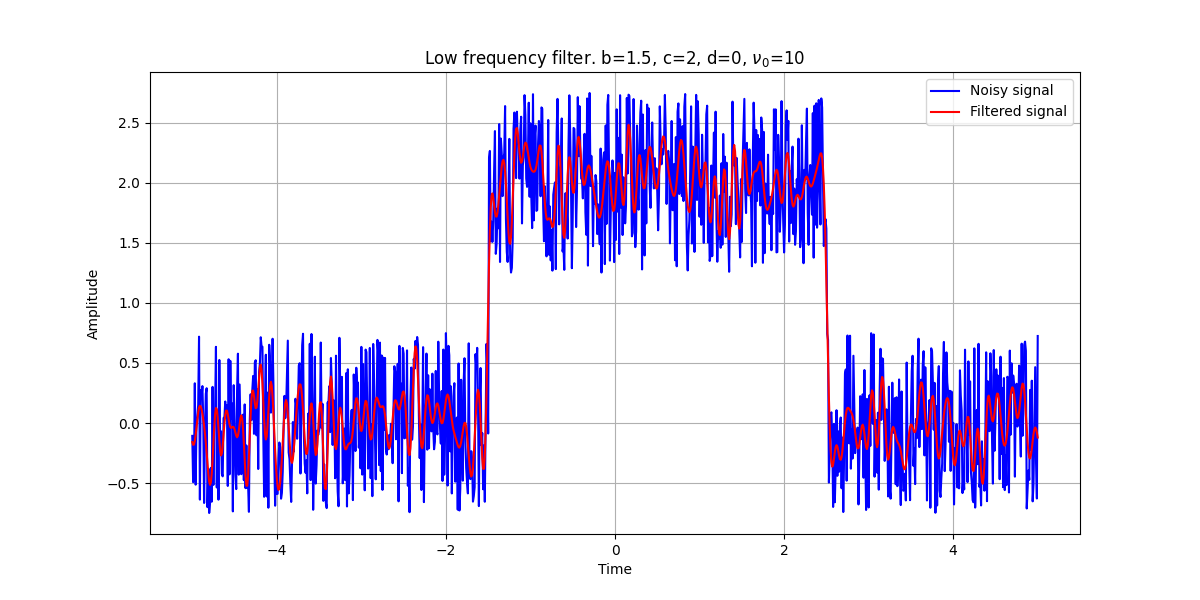 Low frequency filter. b=1.5, c=2, d=0, ν₀=10
Noisy signal
Filtered signal
2.5
2.0
1.5
1.0
0.5
0.0
−0.5
Amplitude
−4
−2
0
2
4
Time